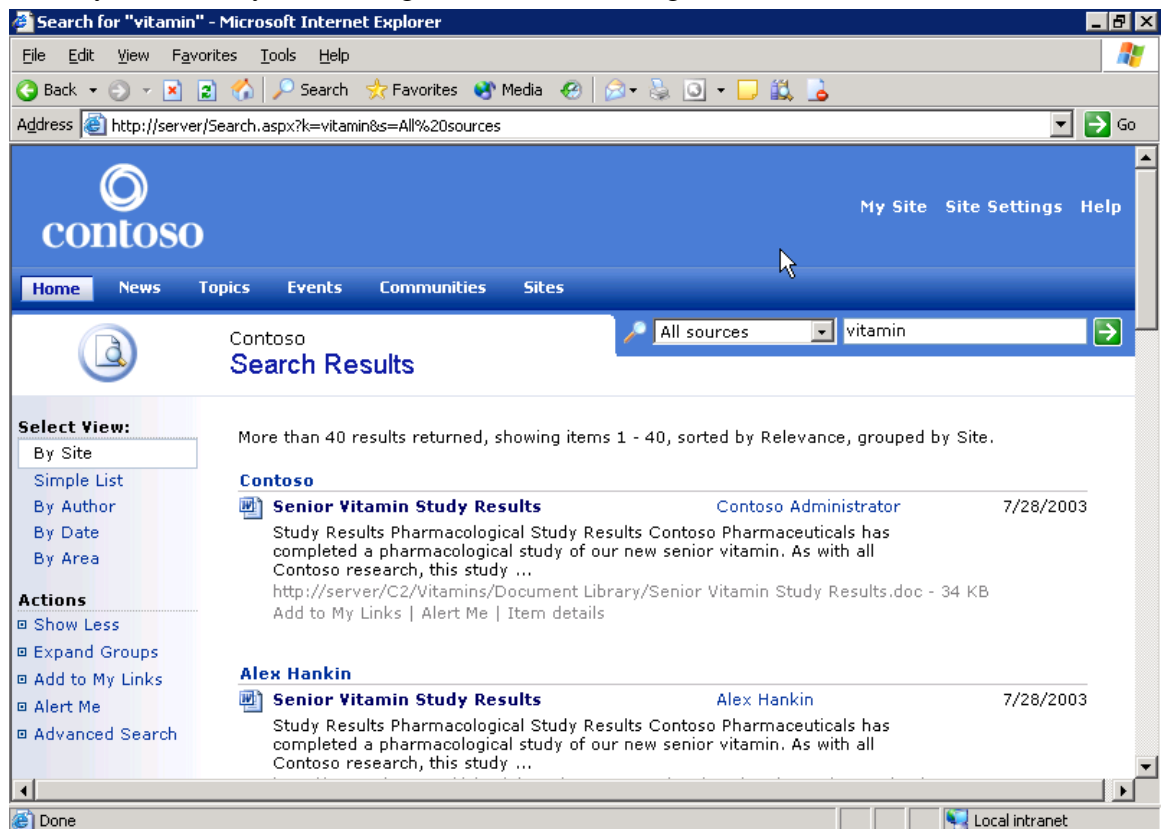 Search for "vitamin" - Microsoft Internet Explorer
File Edit View Favorites Tools Help
Back Search Favorites Media
Address http://server/Search.aspx?k=vitamin&s=All%20sources Go
contoso
My Site Site Settings Help
Home News Topics Events Communities Sites
All sources vitamin
Contoso
Search Results
Select View:
By Site
Simple List
By Author
By Date
By Area
Actions
Show Less
Expand Groups
Add to My Links
Alert Me
Advanced Search
More than 40 results returned, showing items 1 - 40, sorted by Relevance, grouped by Site.
Contoso
Senior Vitamin Study Results Contoso Administrator 7/28/2003
Study Results Pharmacological Study Results Contoso Pharmaceuticals has
completed a pharmacological study of our new senior vitamin. As with all
Contoso research, this study ...
http://server/C2/Vitamins/Document Library/Senior Vitamin Study Results.doc - 34 KB
Add to My Links | Alert Me | Item details
Alex Hankin
Senior Vitamin Study Results Alex Hankin 7/28/2003
Study Results Pharmacological Study Results Contoso Pharmaceuticals has
completed a pharmacological study of our new senior vitamin. As with all
Contoso research, this study ...
Done Local intranet